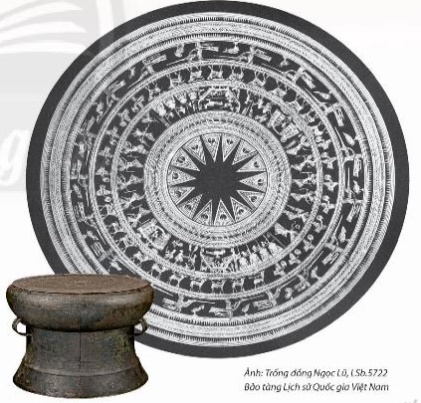 Ảnh: Trống đồng Ngọc Lũ, LSb.5722
Bảo tàng Lịch sử Quốc gia Việt Nam